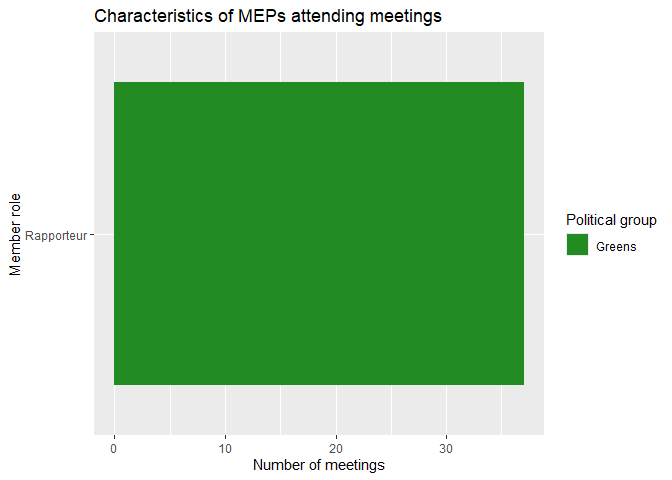 Characteristics of MEPs attending meetings
Member role
Rapporteur
0 10 20 30
Number of meetings
Political group
Greens